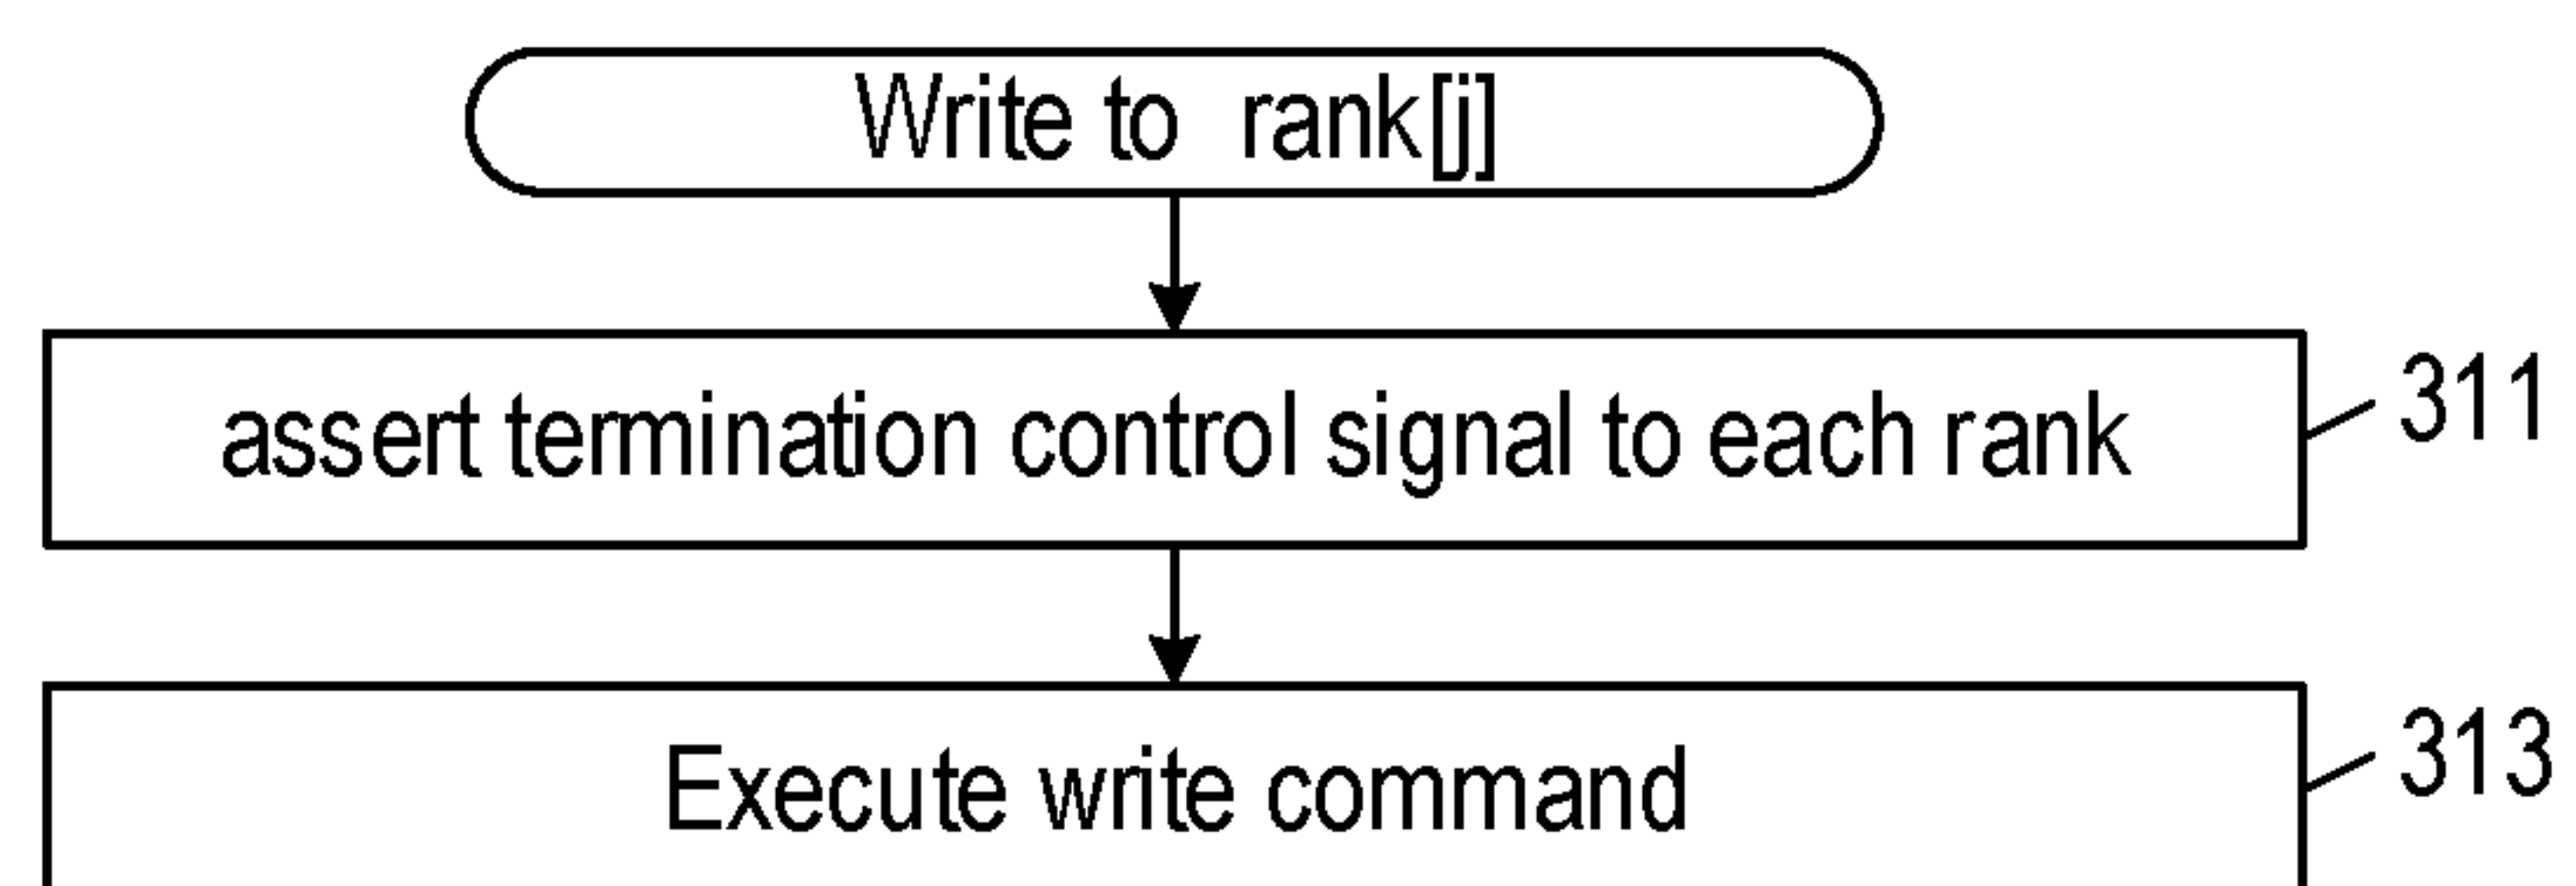 Write to rank[j]
assert termination control signal to each rank
311
Execute write command
313